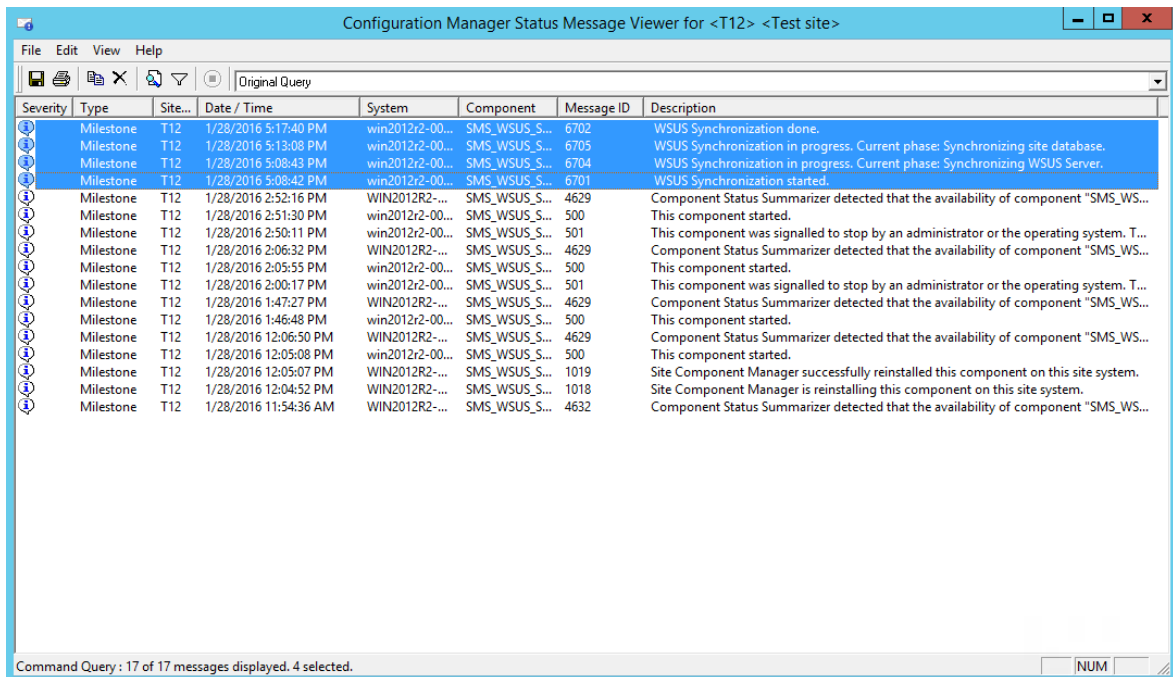 Configuration Manager Status Message Viewer for <T12> <Test site>
File Edit View Help
Original Query
Severity Type Site... Date / Time System Component Message ID Description
Milestone T12 1/28/2016 5:17:40 PM win2012r2-00... SMS_WSUS_S... 6702 WSUS Synchronization done.
Milestone T12 1/28/2016 5:13:08 PM win2012r2-00... SMS_WSUS_S... 6705 WSUS Synchronization in progress. Current phase: Synchronizing site database.
Milestone T12 1/28/2016 5:08:43 PM win2012r2-00... SMS_WSUS_S... 6704 WSUS Synchronization in progress. Current phase: Synchronizing WSUS Server.
Milestone T12 1/28/2016 5:08:42 PM win2012r2-00... SMS_WSUS_S... 6701 WSUS Synchronization started.
Milestone T12 1/28/2016 2:52:16 PM WIN2012R2-... SMS_WSUS_S... 4629 Component Status Summarizer detected that the availability of component "SMS_WS...
Milestone T12 1/28/2016 2:51:30 PM win2012r2-00... SMS_WSUS_S... 500 This component started.
Milestone T12 1/28/2016 2:50:11 PM win2012r2-00... SMS_WSUS_S... 501 This component was signalled to stop by an administrator or the operating system. T...
Milestone T12 1/28/2016 2:06:32 PM WIN2012R2-... SMS_WSUS_S... 4629 Component Status Summarizer detected that the availability of component "SMS_WS...
Milestone T12 1/28/2016 2:05:55 PM win2012r2-00... SMS_WSUS_S... 500 This component started.
Milestone T12 1/28/2016 2:00:17 PM win2012r2-00... SMS_WSUS_S... 501 This component was signalled to stop by an administrator or the operating system. T...
Milestone T12 1/28/2016 1:47:27 PM WIN2012R2-... SMS_WSUS_S... 4629 Component Status Summarizer detected that the availability of component "SMS_WS...
Milestone T12 1/28/2016 1:46:48 PM win2012r2-00... SMS_WSUS_S... 500 This component started.
Milestone T12 1/28/2016 12:06:50 PM WIN2012R2-... SMS_WSUS_S... 4629 Component Status Summarizer detected that the availability of component "SMS_WS...
Milestone T12 1/28/2016 12:05:08 PM win2012r2-00... SMS_WSUS_S... 500 This component started.
Milestone T12 1/28/2016 12:05:07 PM WIN2012R2-... SMS_WSUS_S... 1019 Site Component Manager successfully reinstalled this component on this site system.
Milestone T12 1/28/2016 12:04:52 PM WIN2012R2-... SMS_WSUS_S... 1018 Site Component Manager is reinstalling this component on this site system.
Milestone T12 1/28/2016 11:54:36 AM WIN2012R2-... SMS_WSUS_S... 4632 Component Status Summarizer detected that the availability of component "SMS_WS...
Command Query : 17 of 17 messages displayed. 4 selected. NUM